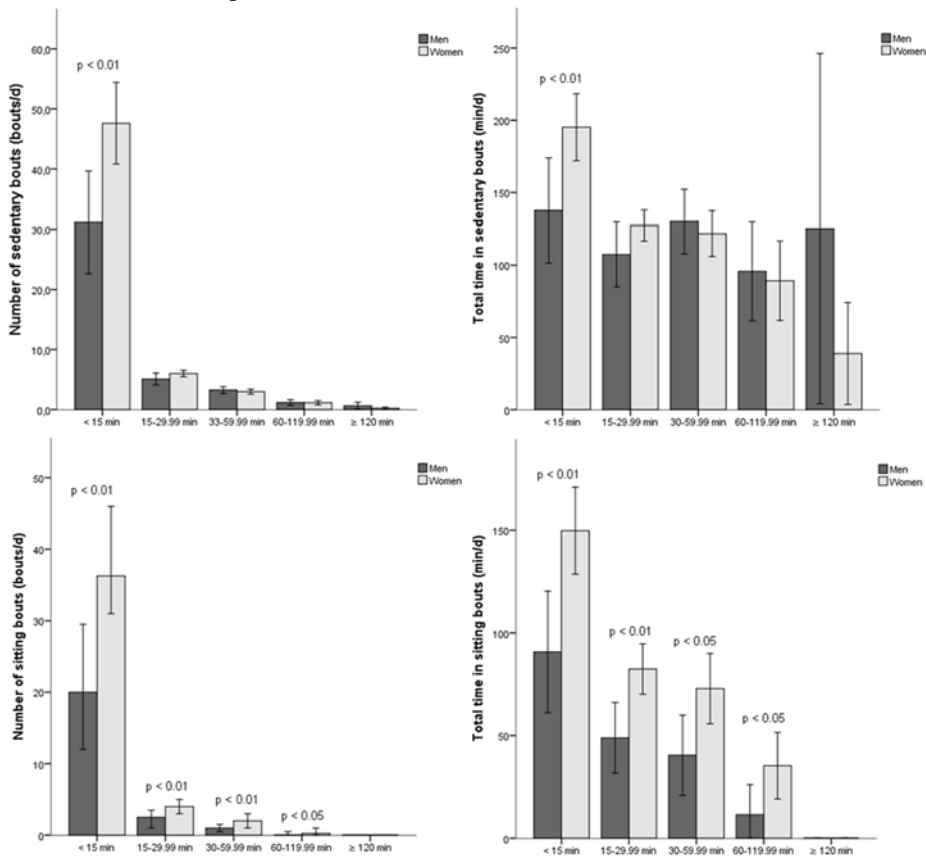 Number of sedentary bouts (bouts/d)
60,0
50,0
40,0
30,0
20,0
10,0
0,0
p < 0.01
Men
Women
< 15 min 15-29.99 min 33-59.99 min 60-119.99 min ≥ 120 min
Total time in sedentary bouts (min/d)
250
200
150
100
50
0
p < 0.01
Men
Women
< 15 min 15-29.99 min 30-59.99 min 60-119.99 min ≥ 120 min
Number of sitting bouts (bouts/d)
50
40
30
20
10
0
p < 0.01
p < 0.01
p < 0.01
p < 0.05
Men
Women
< 15 min 15-29.99 min 30-59.99 min 60-119.99 min ≥ 120 min
Total time in sitting bouts (min/d)
150
100
50
0
p < 0.01
p < 0.01
p < 0.05
p < 0.05
Men
Women
< 15 min 15-29.99 min 30-59.99 min 60-119.99 min ≥ 120 min